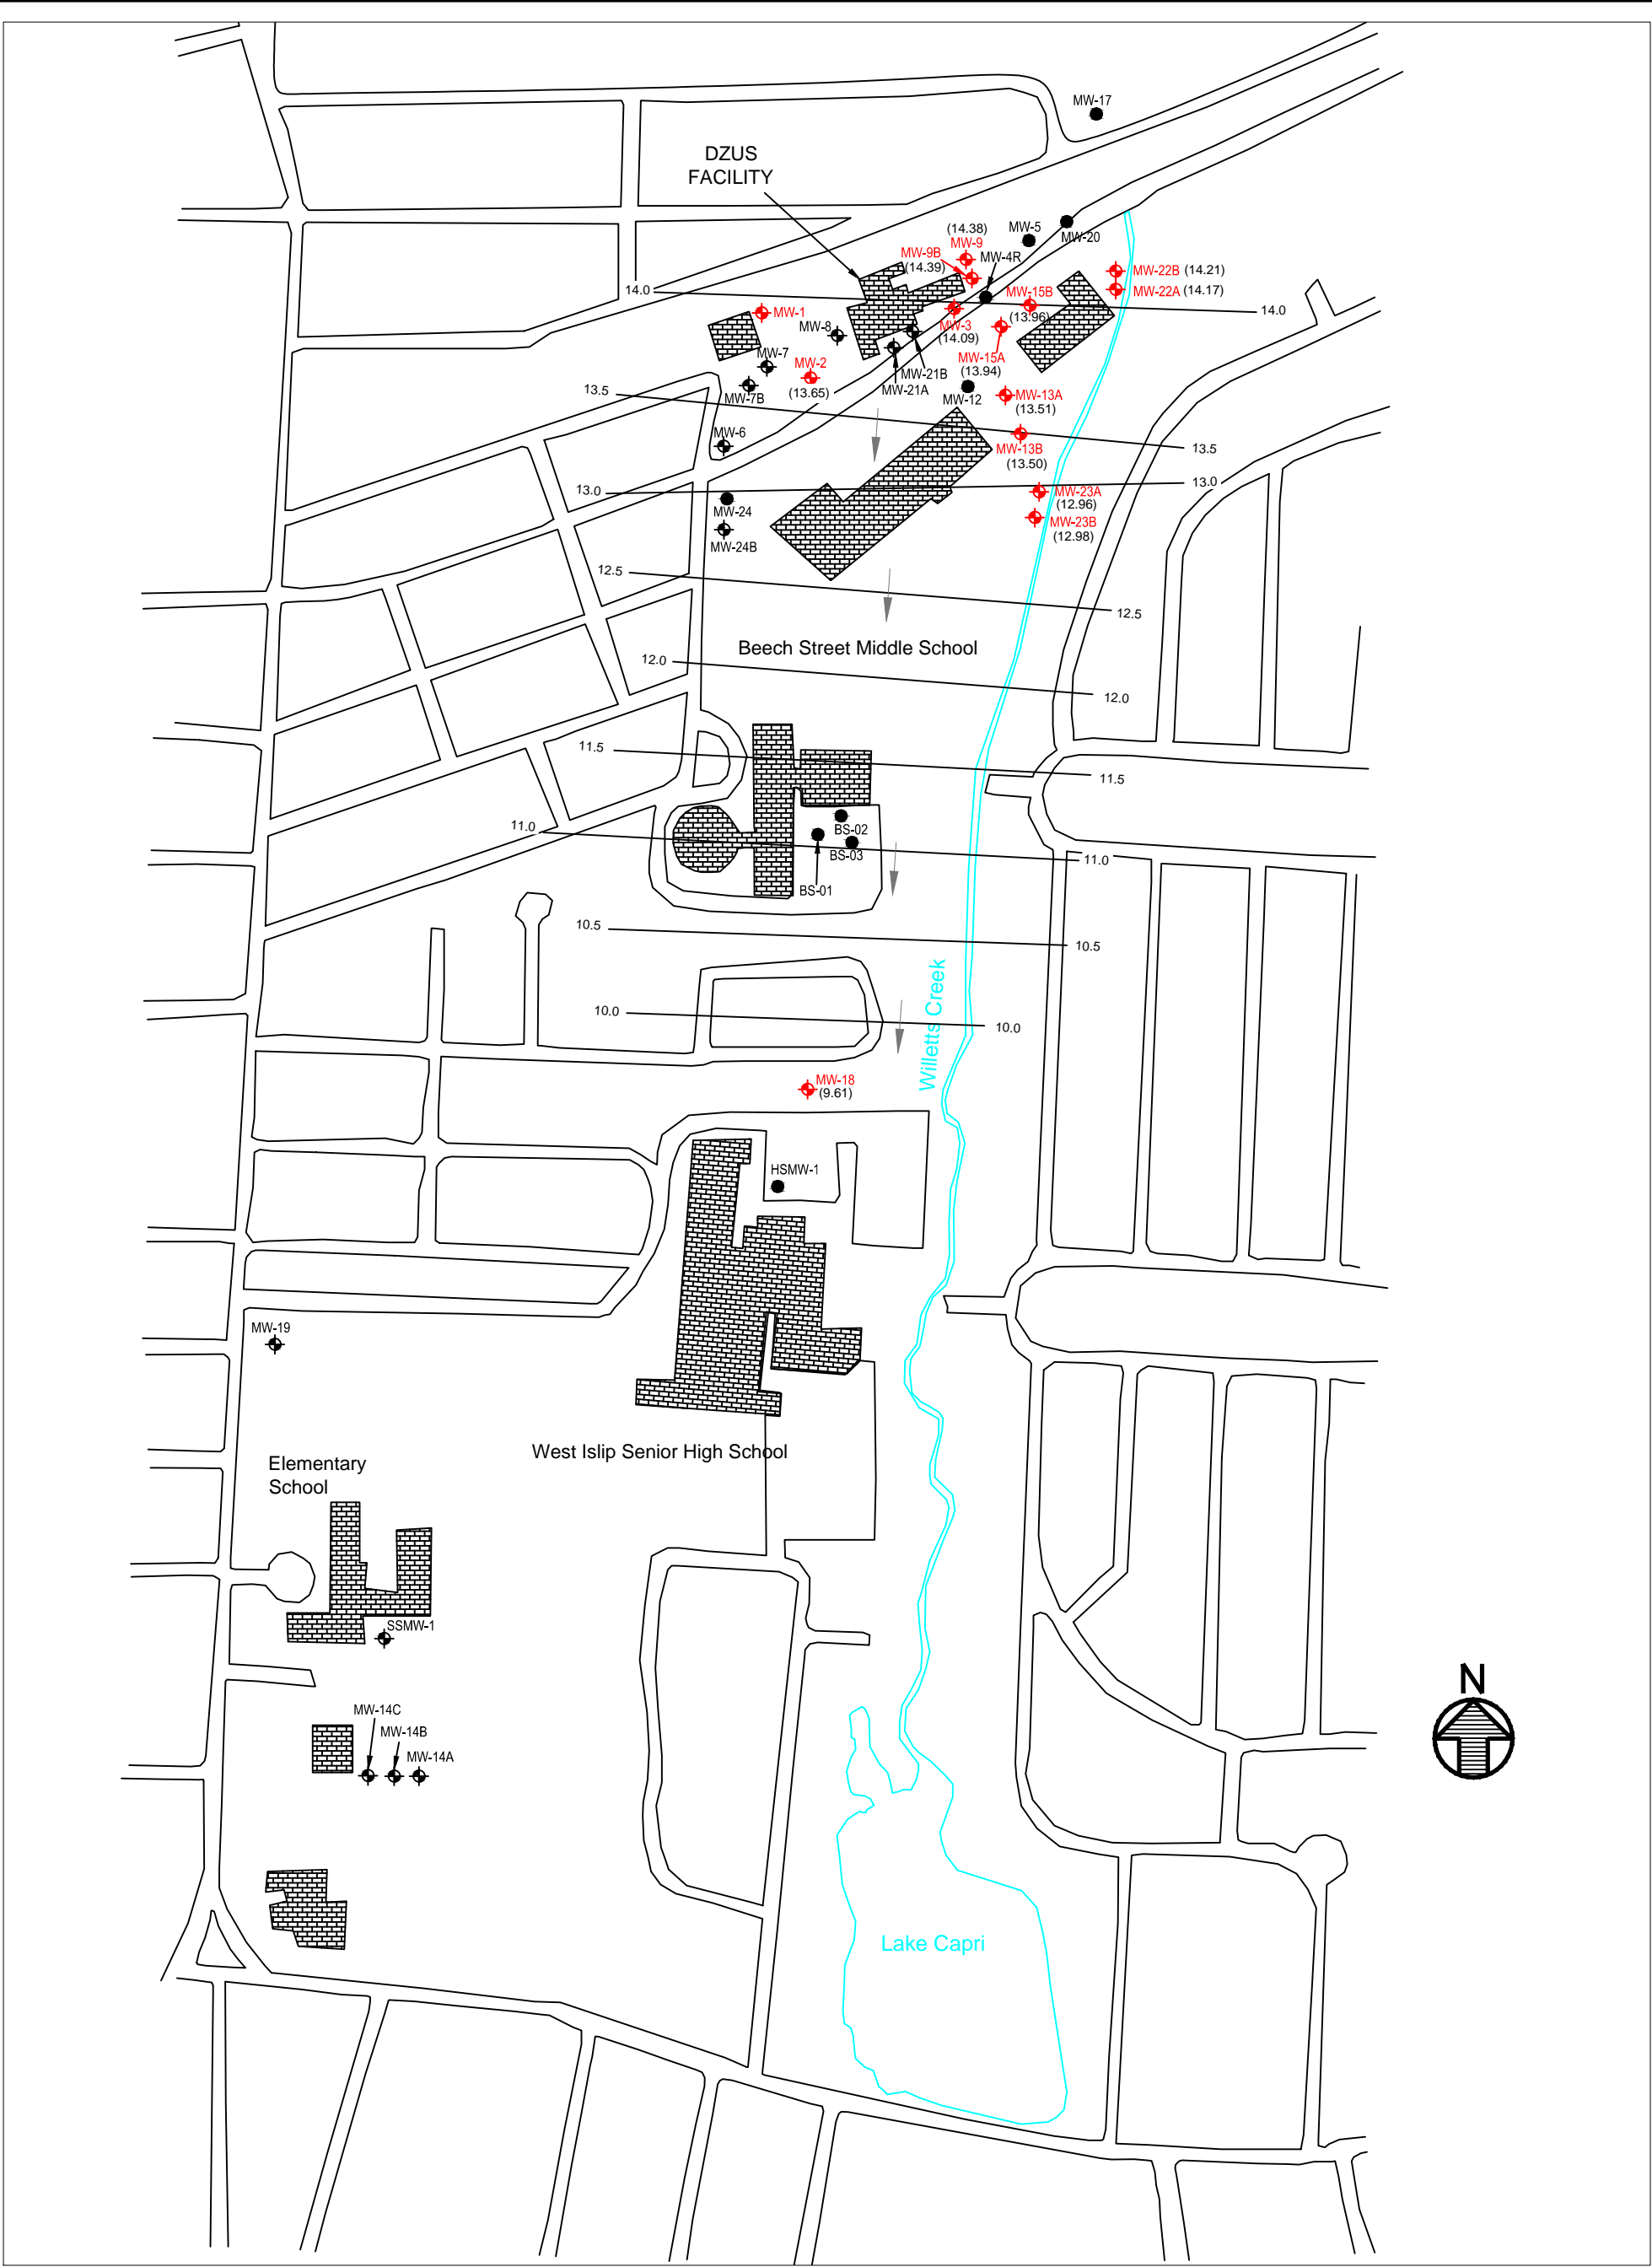 MW-17
DZUS
FACILITY
(14.38)
MW-9
MW-5
MW-20
MW-9B
(14.39)
MW-4R
MW-22B (14.21)
MW-22A (14.17)
14.0
MW-15B
(13.96)
14.0
MW-1
MW-8
MW-3
(14.09)
MW-7
MW-2
(13.65)
MW-21B
MW-21A
MW-15A
(13.94)
MW-12
13.5
MW-7B
MW-13A
(13.51)
MW-6
MW-13B
(13.50)
13.5
13.0
13.0
MW-24
MW-23A
(12.96)
MW-24B
MW-23B
(12.98)
12.5
12.5
Beech Street Middle School
12.0
12.0
11.5
11.5
11.0
BS-02
BS-03
11.0
BS-01
10.5
10.5
Willetts Creek
10.0
10.0
MW-18
(9.61)
HSMW-1
MW-19
West Islip Senior High School
Elementary
School
SSMW-1
N
MW-14C
MW-14B
MW-14A
Lake Capri